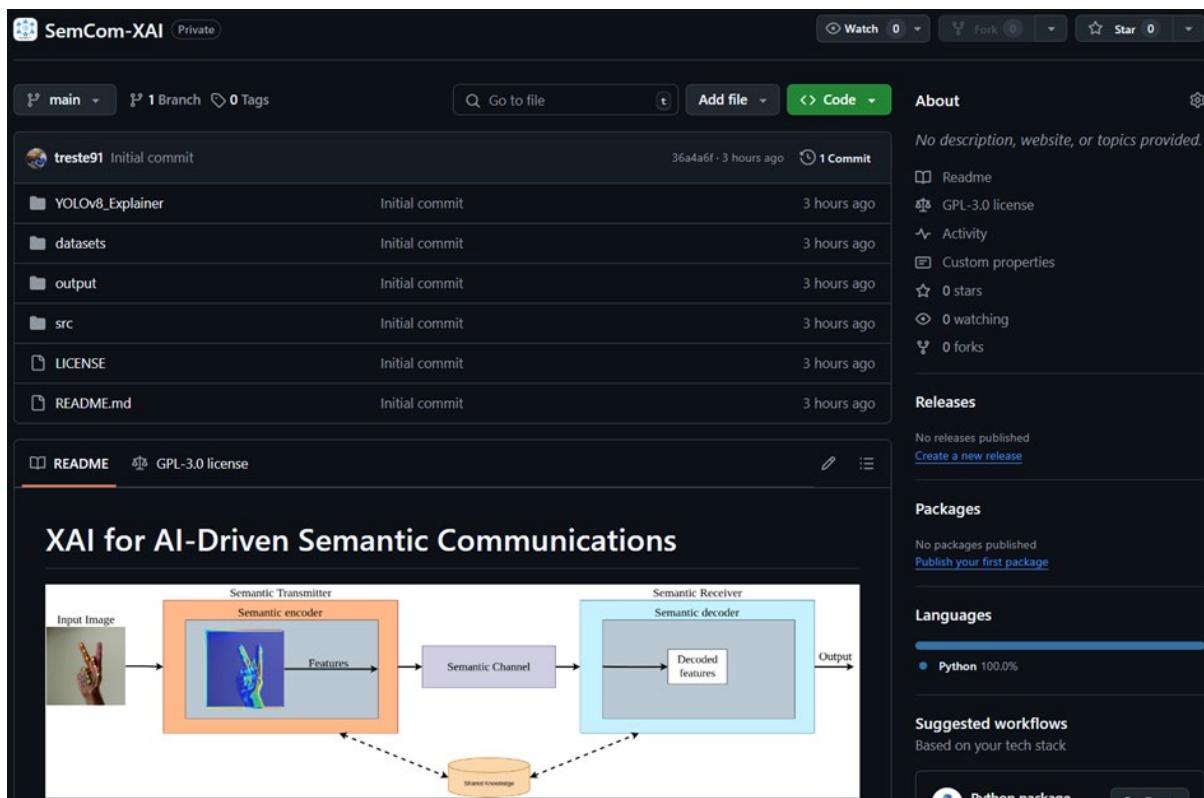 SemCom-XAI Private
Watch 0 Fork 0 Star 0
main 1 Branch 0 Tags Go to file t Add file <> Code
treste91 Initial commit 36a4a6f · 3 hours ago 1 Commit
YOLOv8_Explainer Initial commit 3 hours ago
datasets Initial commit 3 hours ago
output Initial commit 3 hours ago
src Initial commit 3 hours ago
LICENSE Initial commit 3 hours ago
README.md Initial commit 3 hours ago
README GPL-3.0 license
XAI for AI-Driven Semantic Communications
Semantic Transmitter
Semantic Receiver
Input Image
Semantic encoder
Semantic decoder
Features
Semantic Channel
Decoded
features
Output
Shared Knowledge
About
No description, website, or topics provided.
Readme
GPL-3.0 license
Activity
Custom properties
0 stars
0 watching
0 forks
Releases
No releases published
Create a new release
Packages
No packages published
Publish your first package
Languages
Python 100.0%
Suggested workflows
Based on your tech stack
Python package